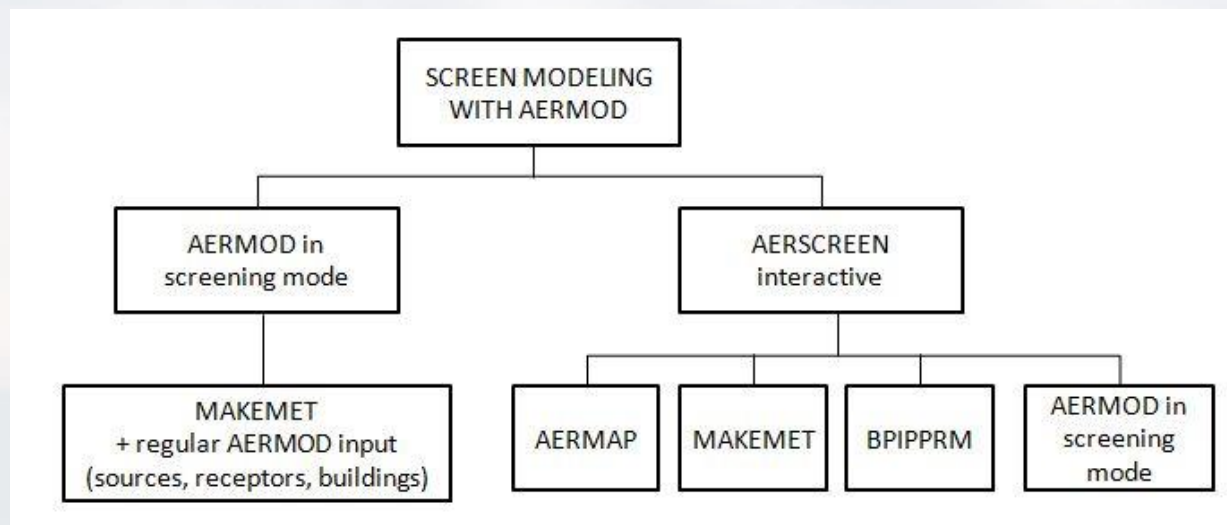 SCREEN MODELING
WITH AERMOD
AERMOD in
screening mode
AERSCREEN
interactive
MAKEMET
+ regular AERMOD input
(sources, receptors, buildings)
AERMAP
MAKEMET
BPIPPRM
AERMOD in
screening
mode